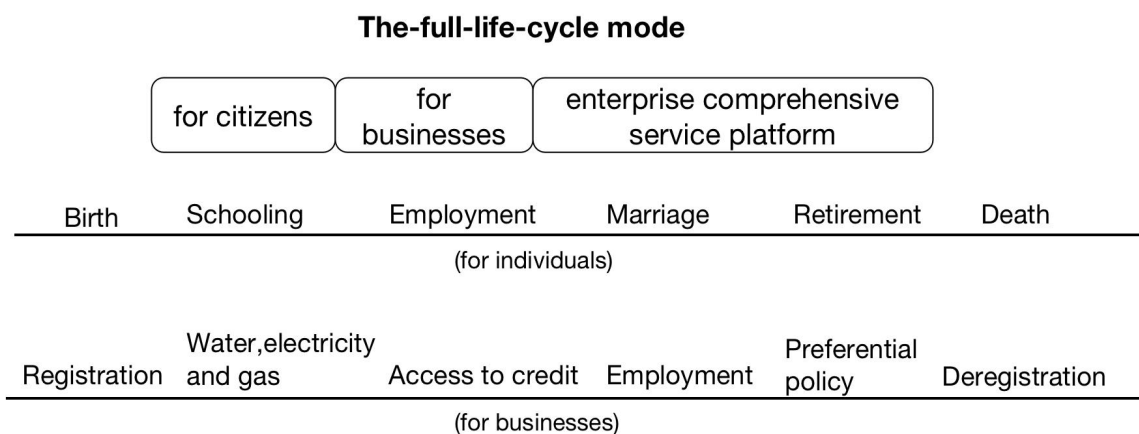 The-full-life-cycle mode
for citizens
for
businesses
enterprise comprehensive
service platform
Birth
Schooling
Employment
Marriage
Retirement
Death
(for individuals)
Registration
Water,electricity
and gas
Access to credit
Employment
Preferential
policy
Deregistration
(for businesses)